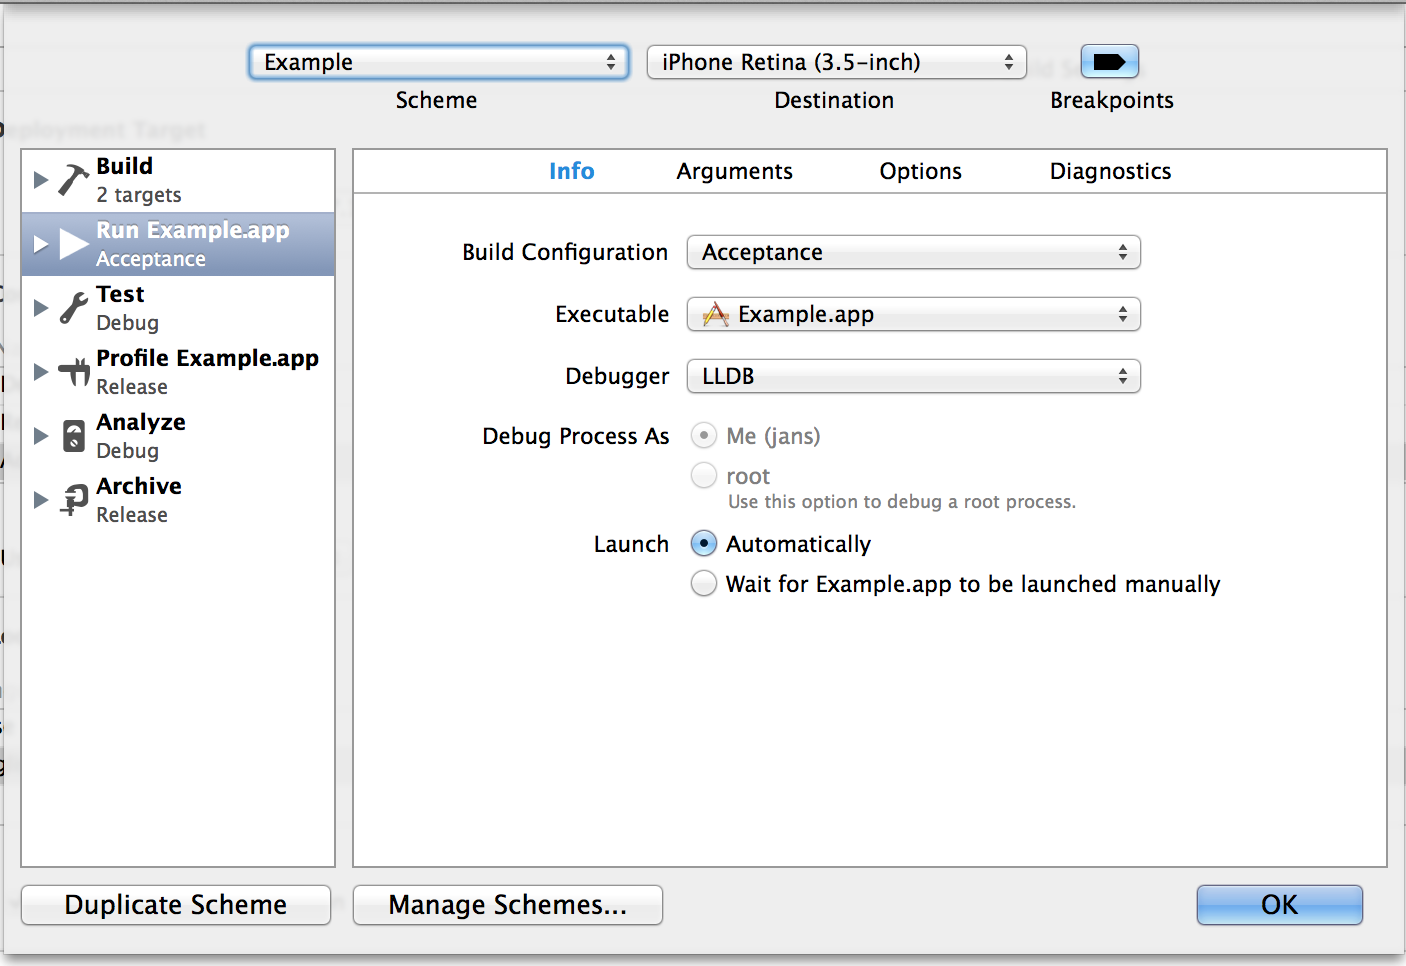 Example
iPhone Retina (3.5-inch)
Scheme
Destination
Breakpoints
eployment Target
Build
2 targets
Run Example.app
Acceptance
Test
Debug
Profile Example.app
Release
Analyze
Debug
Archive
Release
Info Arguments Options Diagnostics
Build Configuration Acceptance
Executable Example.app
Debugger LLDB
Debug Process As Me (jans)
root
Use this option to debug a root process.
Launch Automatically
Wait for Example.app to be launched manually
Duplicate Scheme
Manage Schemes...
OK